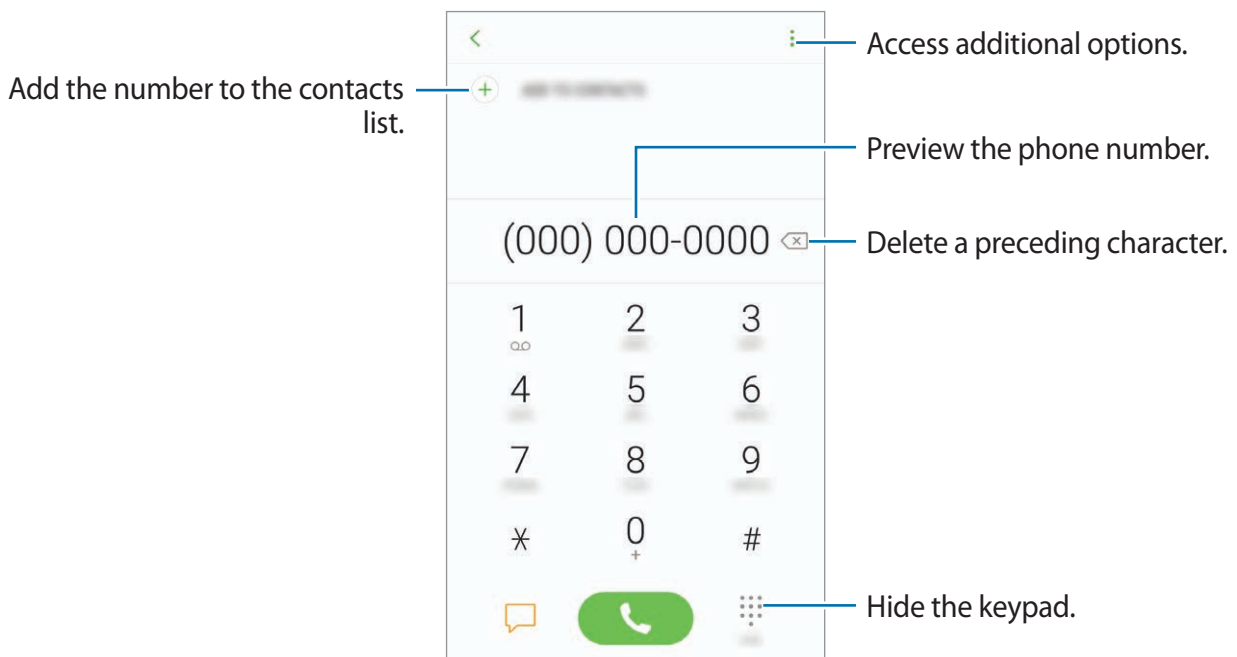 Access additional options.
Add the number to the contacts
list.
Preview the phone number.
(000) 000-0000
Delete a preceding character.
1 2 3
4 5 6
7 8 9
* 0 #
+
Hide the keypad.